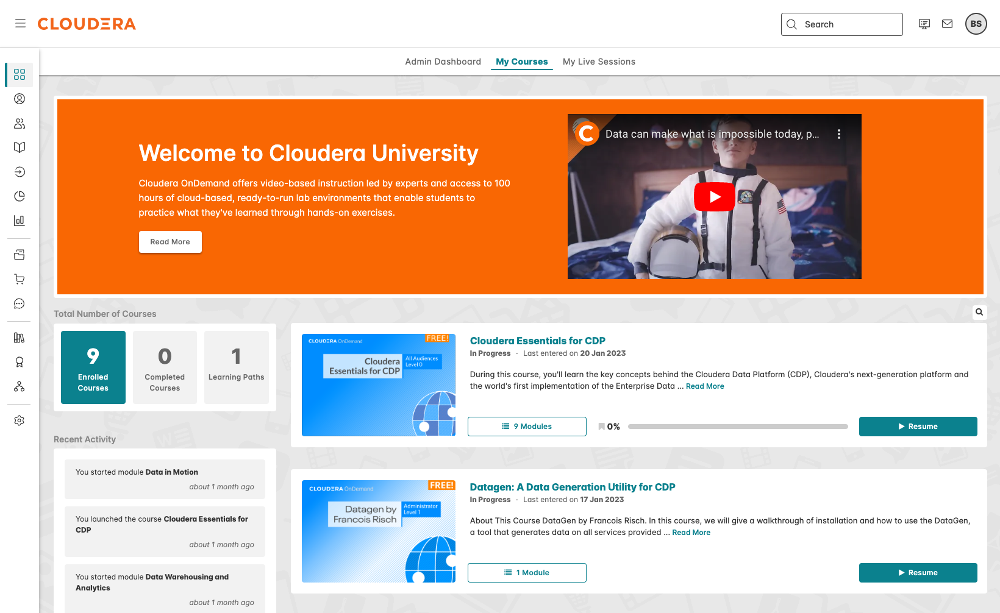 CLOUDERA
Search
BS
Admin Dashboard
My Courses
My Live Sessions
Welcome to Cloudera University
Cloudera OnDemand offers video-based instruction led by experts and access to 100
hours of cloud-based, ready-to-run lab environments that enable students to
practice what they've learned through hands-on exercises.
Read More
Data can make what is impossible today, p...
Total Number of Courses
9
Enrolled
Courses
0
Completed
Courses
1
Learning Paths
Recent Activity
You started module Data in Motion
about 1 month ago
You launched the course Cloudera Essentials for
CDP
about 1 month ago
You started module Data Warehousing and
Analytics
about 1 month ago
CLOUDERA OnDemand
FREE!
Cloudera
Essentials for CDP
All Audiences
Level 0
Cloudera Essentials for CDP
In Progress · Last entered on 20 Jan 2023
During this course, you'll learn the key concepts behind the Cloudera Data Platform (CDP), Cloudera's next-generation platform and
the world's first implementation of the Enterprise Data ... Read More
9 Modules
0%
Resume
CLOUDERA OnDemand
FREE!
Datagen by
Francois Risch
Administrator
Level 1
Datagen: A Data Generation Utility for CDP
In Progress · Last entered on 17 Jan 2023
About This Course DataGen by Francois Risch. In this course, we will give a walkthrough of installation and how to use the DataGen,
a tool that generates data on all services provided ... Read More
1 Module
Resume